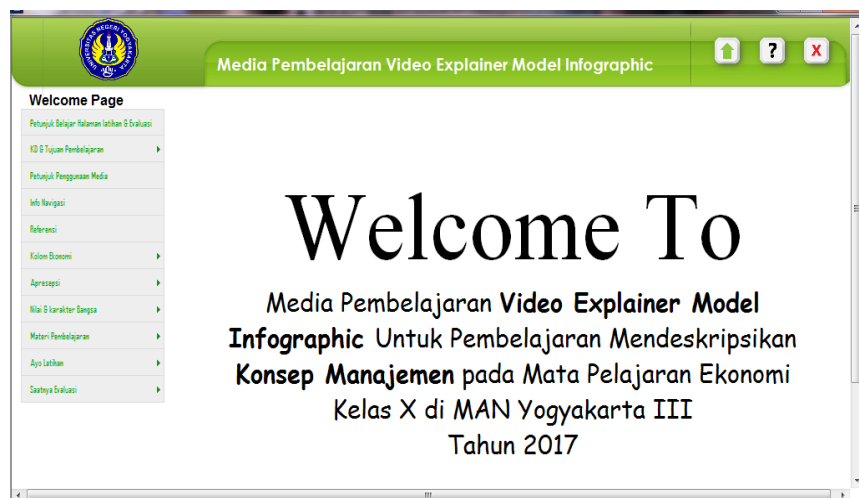 UNIVERSITAS NEGERI YOGYAKARTA
Media Pembelajaran Video Explainer Model Infographic
?
X
Welcome Page
Petunjuk Belajar Halaman latihan & Evaluasi
KD & Tujuan Pembelajaran
Petunjuk Penggunaan Media
Info Navigasi
Referensi
Kolom Ekonomi
Apresepsi
Nilai & karakter Bangsa
Materi Pembelajaran
Ayo Latihan
Saatnya Evaluasi
Welcome To
Media Pembelajaran Video Explainer Model
Infographic Untuk Pembelajaran Mendeskripsikan
Konsep Manajemen pada Mata Pelajaran Ekonomi
Kelas X di MAN Yogyakarta III
Tahun 2017